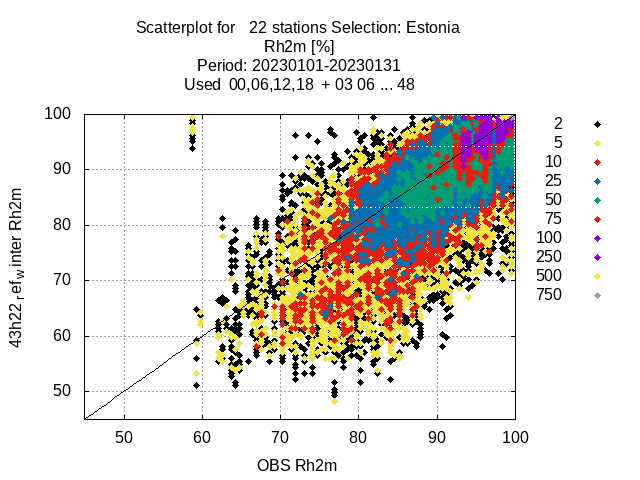 Scatterplot for 22 stations Selection: Estonia
Rh2m [%]
Period: 20230101-20230131
Used 00,06,12,18 + 03 06 ... 48
100
90
80
70
60
50
43h22refwinter Rh2m
50 60 70 80 90 100
OBS Rh2m
2
5
10
25
50
75
100
250
500
750